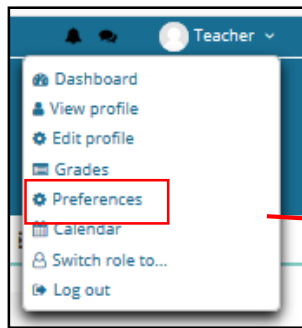 Teacher
Dashboard
View profile
Edit profile
Grades
Preferences
Calendar
Switch role to...
Log out